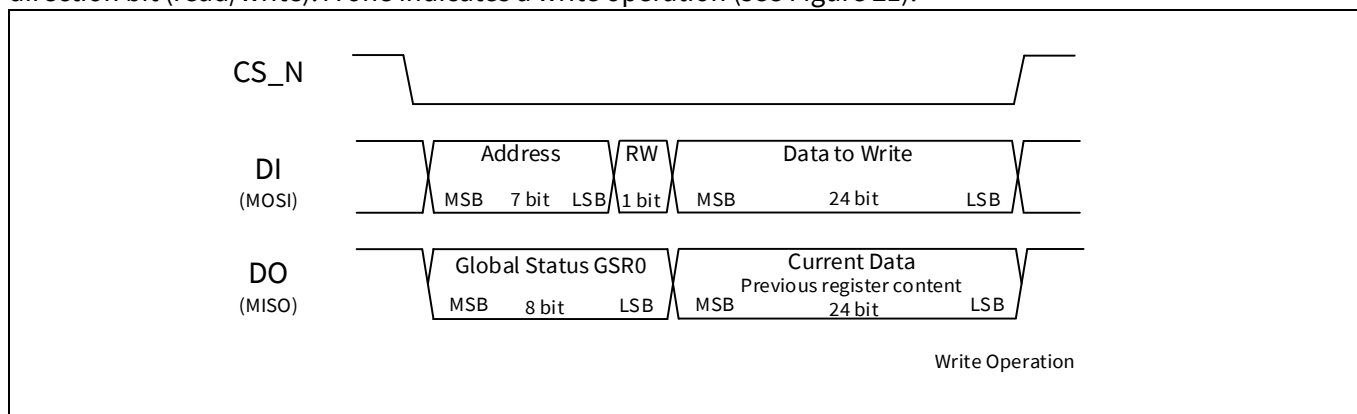 direction bit (read/write). A one indicates a write operation (see Figure 22).
CS_N
DI
(MOSI)
Address
RW
Data to Write
MSB 7 bit LSB 1 bit MSB 24 bit LSB
DO
(MISO)
Global Status GSR0
Current Data
Previous register content
MSB 8 bit LSB MSB 24 bit LSB
Write Operation